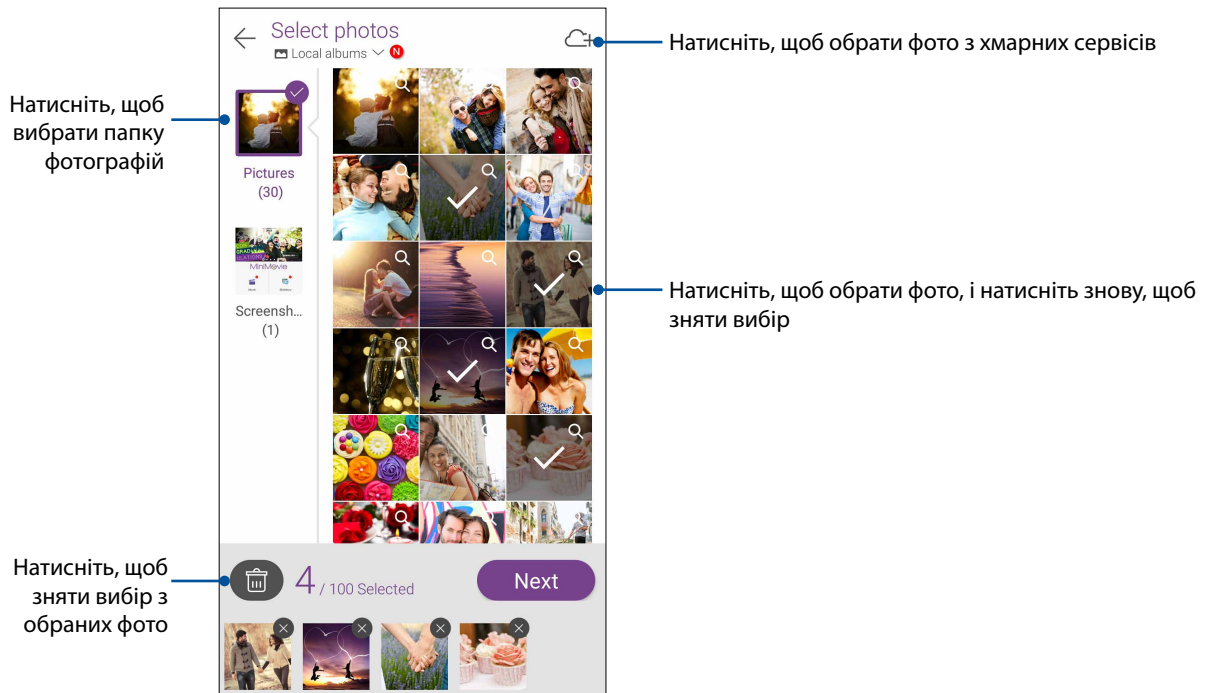 Select photos
Local albums N
Натисніть, щоб обрати фото з хмарних сервісів
Натисніть, щоб
вибрати папку
фотографій
Pictures
(30)
MiniMovie
Screensh...
(1)
Натисніть, щоб обрати фото, і натисніть знову, щоб
зняти вибір
Натисніть, щоб
зняти вибір з
обраних фото
4 / 100 Selected
Next